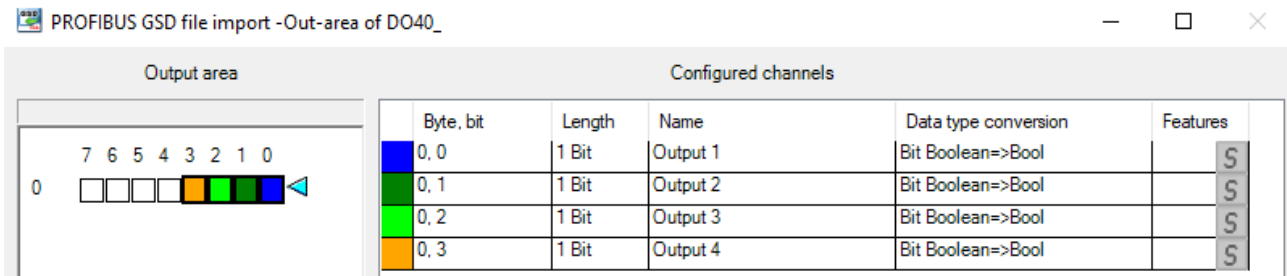 PROFIBUS GSD file import -Out-area of DO40_
Output area
7 6 5 4 3 2 1 0
0
Configured channels
Byte, bit Length Name Data type conversion Features
0, 0 1 Bit Output 1 Bit Boolean=>Bool S
0, 1 1 Bit Output 2 Bit Boolean=>Bool S
0, 2 1 Bit Output 3 Bit Boolean=>Bool S
0, 3 1 Bit Output 4 Bit Boolean=>Bool S